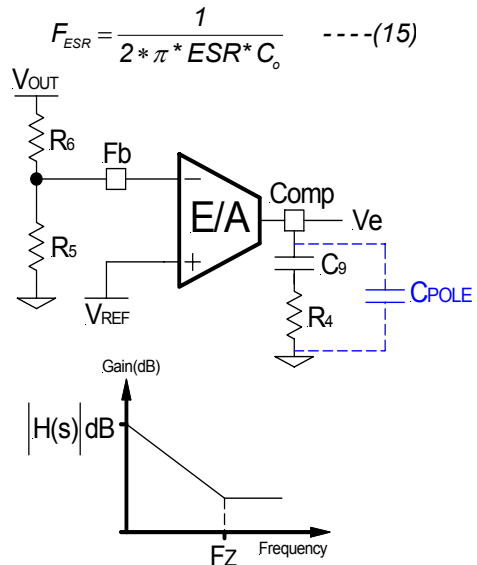 F_ESR = 1 / (2 * π * ESR * C_o) ----(15)
VOUT
R6
Fb
E/A
Comp
Ve
R5
C9
CPOLE
R4
VREF
Gain(dB)
|H(s)|dB
FZ
Frequency